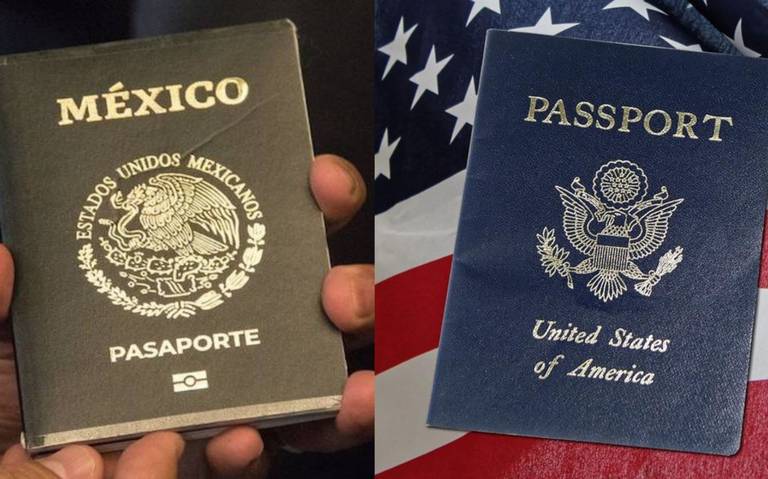 MÉXICO
ESTADOS UNIDOS MEXICANOS
PASAPORTE
PASSPORT
United States
of America